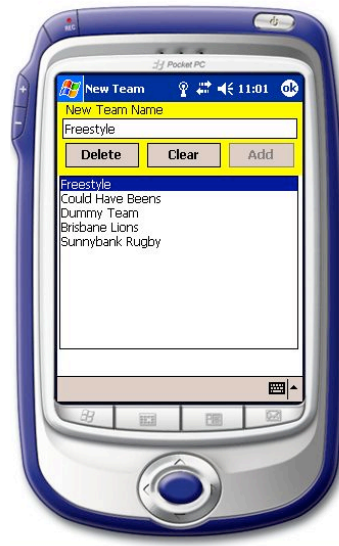 REC
Pocket PC
New Team 11:01 ok
New Team Name
Freestyle
Delete Clear Add
Freestyle
Could Have Beens
Dummy Team
Brisbane Lions
Sunnybank Rugby